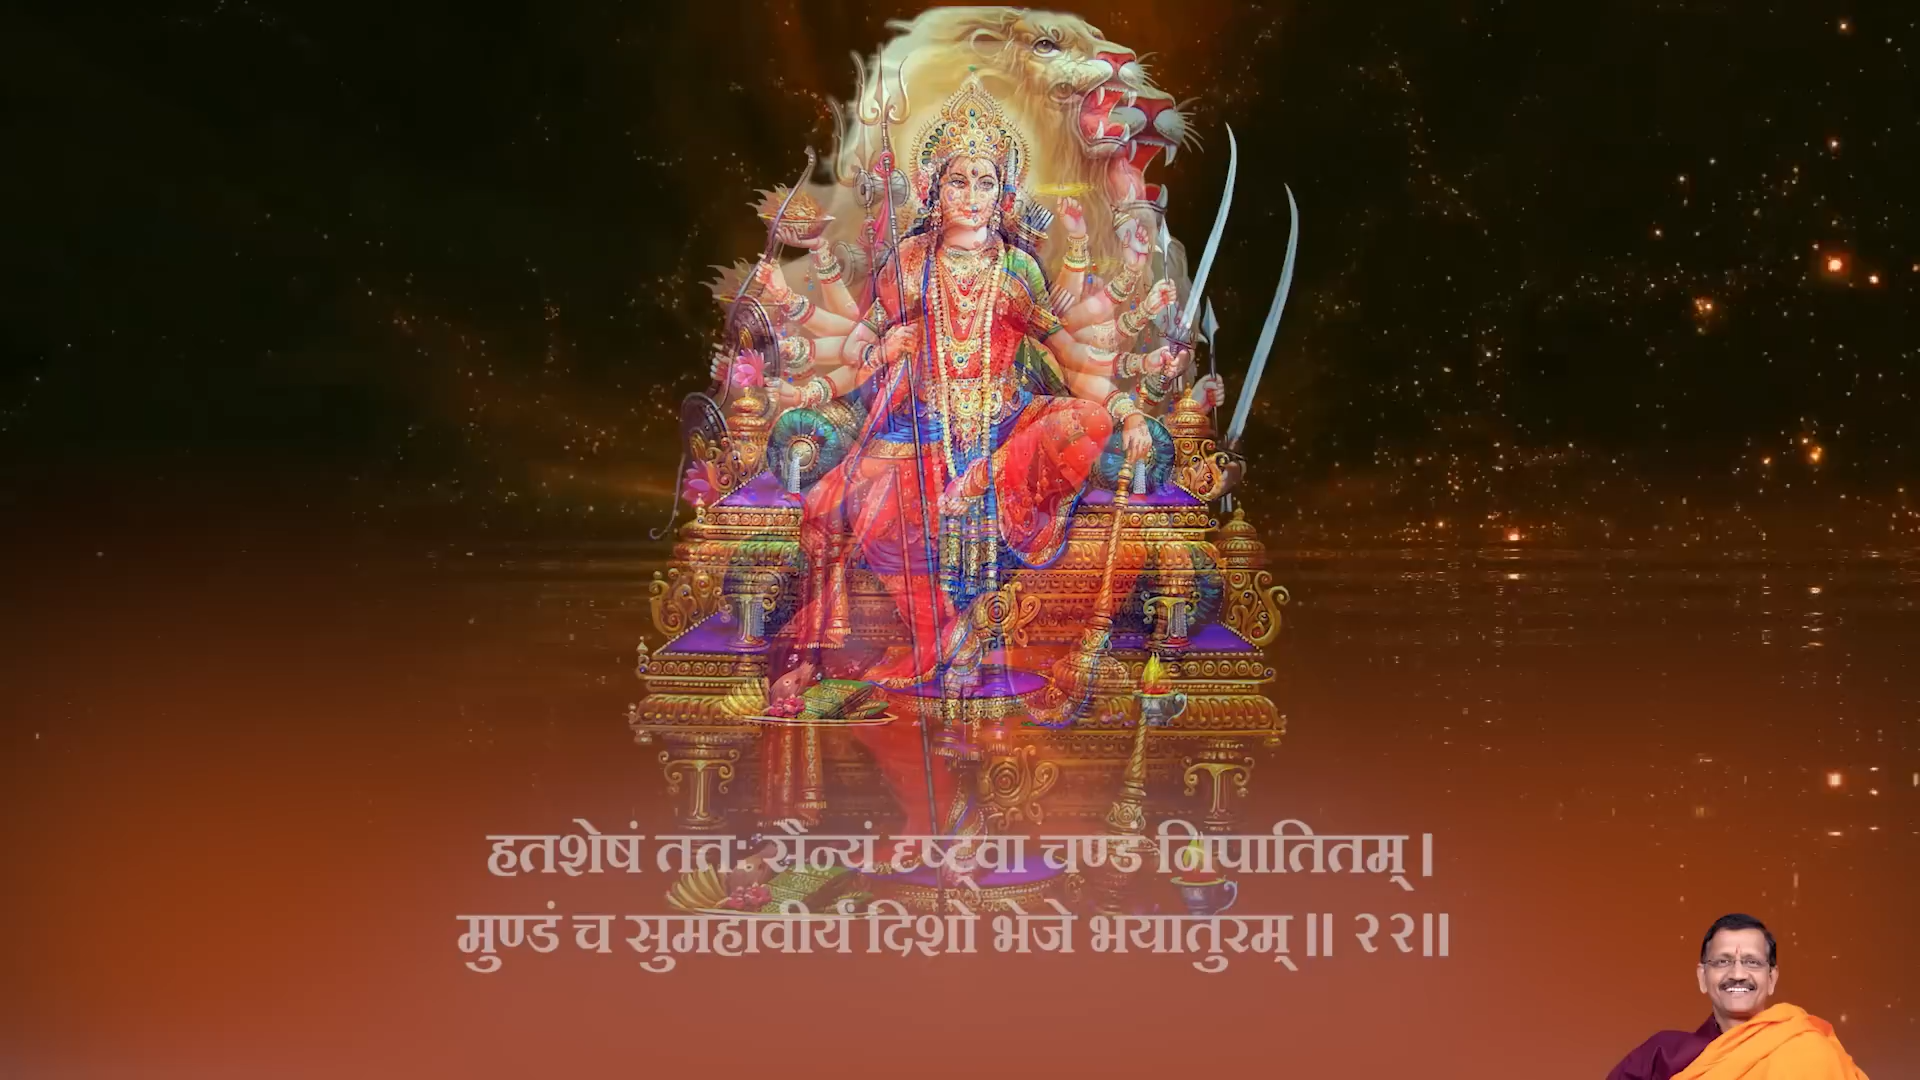 हतशेषं ततः सैन्यं दृष्ट्वा चण्डं निपातितम् ।
मुण्डं च सुमहावीर्यं दिशो भेजे भयातुरम् ॥ २२॥